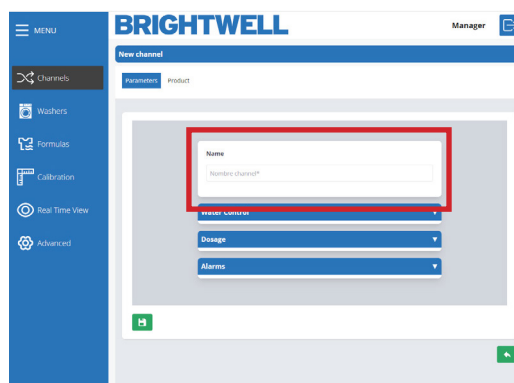 MENU
BRIGHTWELL
Manager
New channel
Channels
Parameters Product
Washers
Formulas
Name
Nombre channel*
Calibration
Real Time View
Water Control
Dosage
Advanced
Alarms